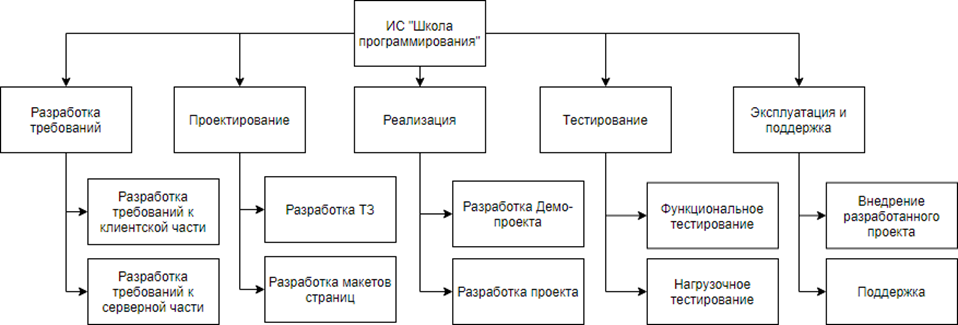 ИС "Школа
программирования"
Разработка
требований
Проектирование
Реализация
Тестирование
Эксплуатация и
поддержка
Разработка
требований к
клиентской части
Разработка ТЗ
Разработка Демо-
проекта
Функциональное
тестирование
Внедрение
разработанного
проекта
Разработка
требований к
серверной части
Разработка макетов
страниц
Разработка проекта
Нагрузочное
тестирование
Поддержка